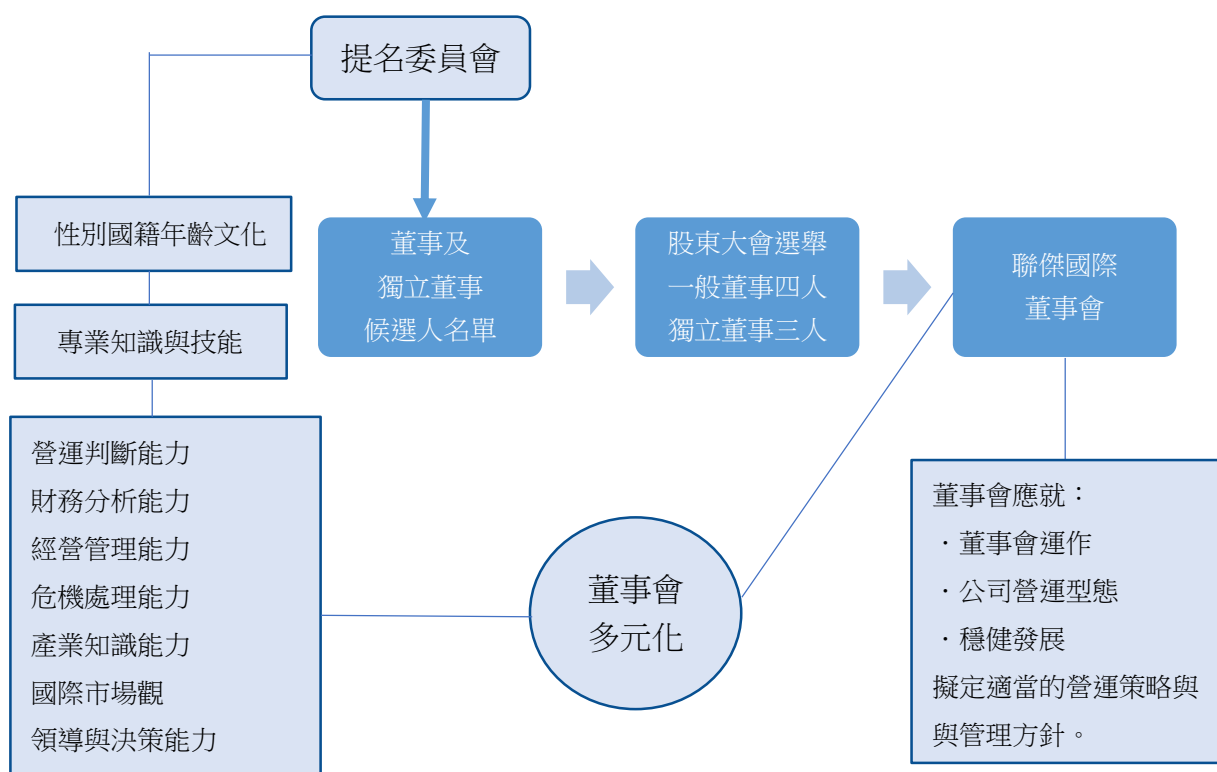 提名委員會
性別國籍年齡文化
專業知識與技能
營運判斷能力
財務分析能力
經營管理能力
危機處理能力
產業知識能力
國際市場觀
領導與決策能力
董事及
獨立董事
候選人名單
股東大會選舉
一般董事四人
獨立董事三人
聯傑國際
董事會
董事會
多元化
董事會應就：
．董事會運作
．公司營運型態
．穩健發展
擬定適當的營運策略與
與管理方針。